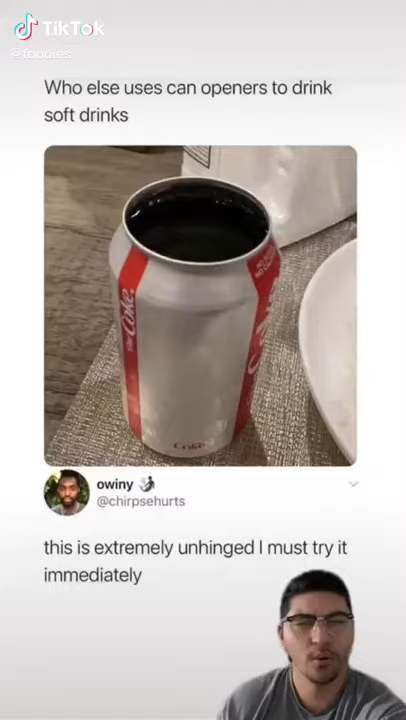 TikTok
@foodies
Who else uses can openers to drink
soft drinks
Coke
Coke
owiny
@chirpsehurts
this is extremely unhinged I must try it
immediately